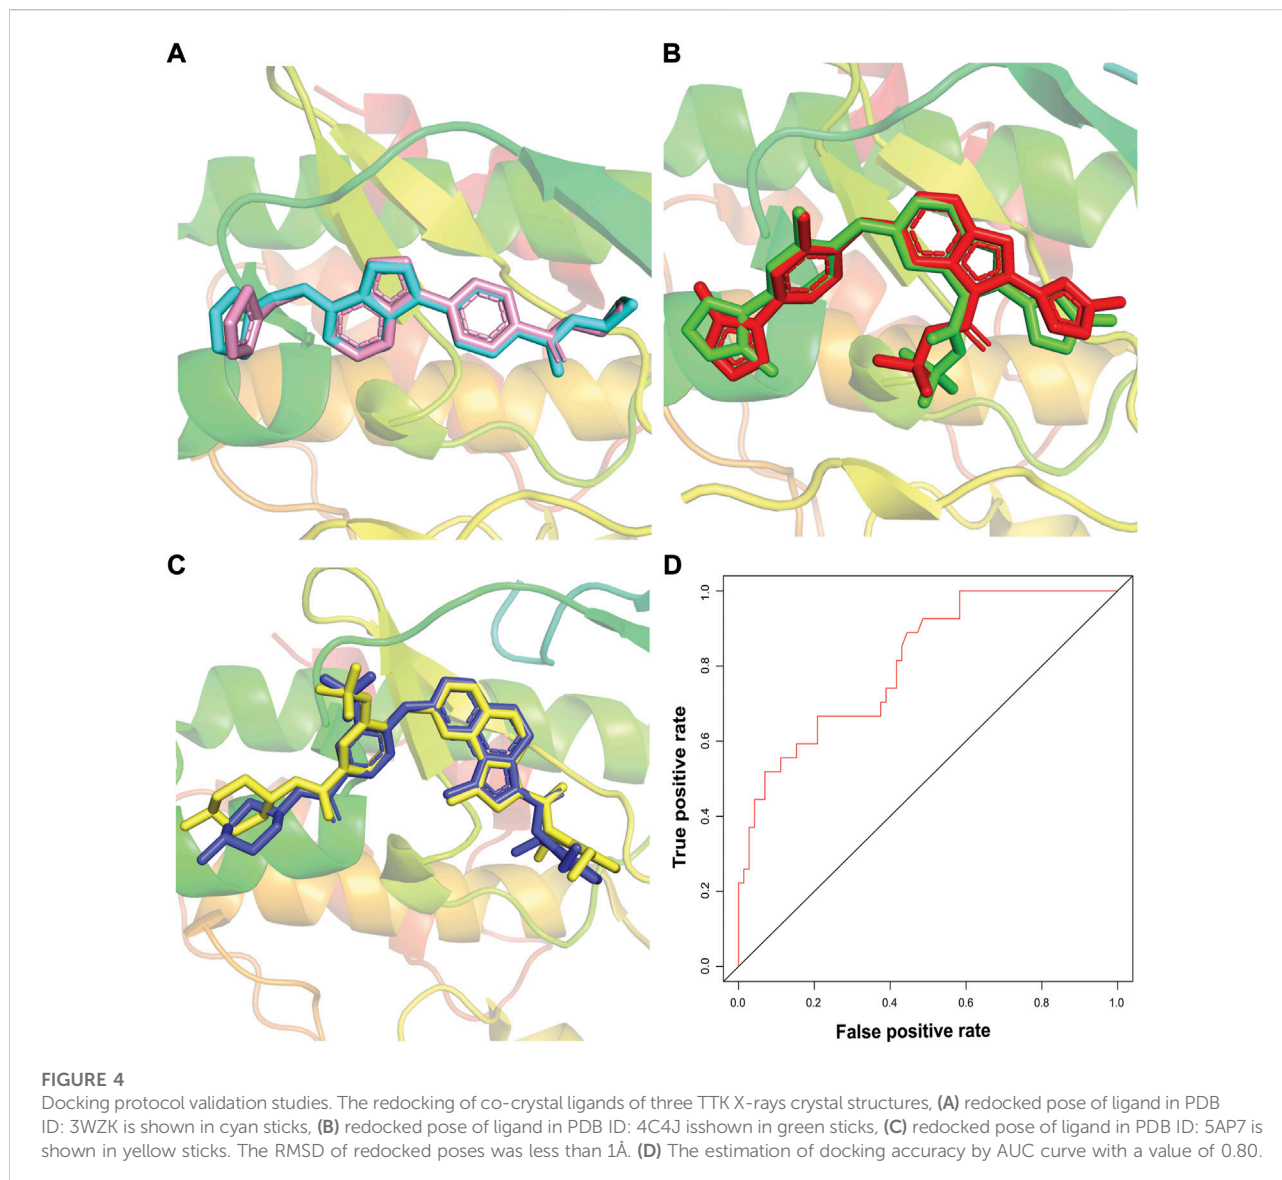 A
B
C
D
1.0
0.8
0.6
0.4
0.2
0.0
True positive rate
0.0 0.2 0.4 0.6 0.8 1.0
False positive rate
FIGURE 4
Docking protocol validation studies. The redocking of co-crystal ligands of three TTK X-rays crystal structures, (A) redocked pose of ligand in PDB
ID: 3WZK is shown in cyan sticks, (B) redocked pose of ligand in PDB ID: 4C4J isshown in green sticks, (C) redocked pose of ligand in PDB ID: 5AP7 is
shown in yellow sticks. The RMSD of redocked poses was less than 1Å. (D) The estimation of docking accuracy by AUC curve with a value of 0.80.